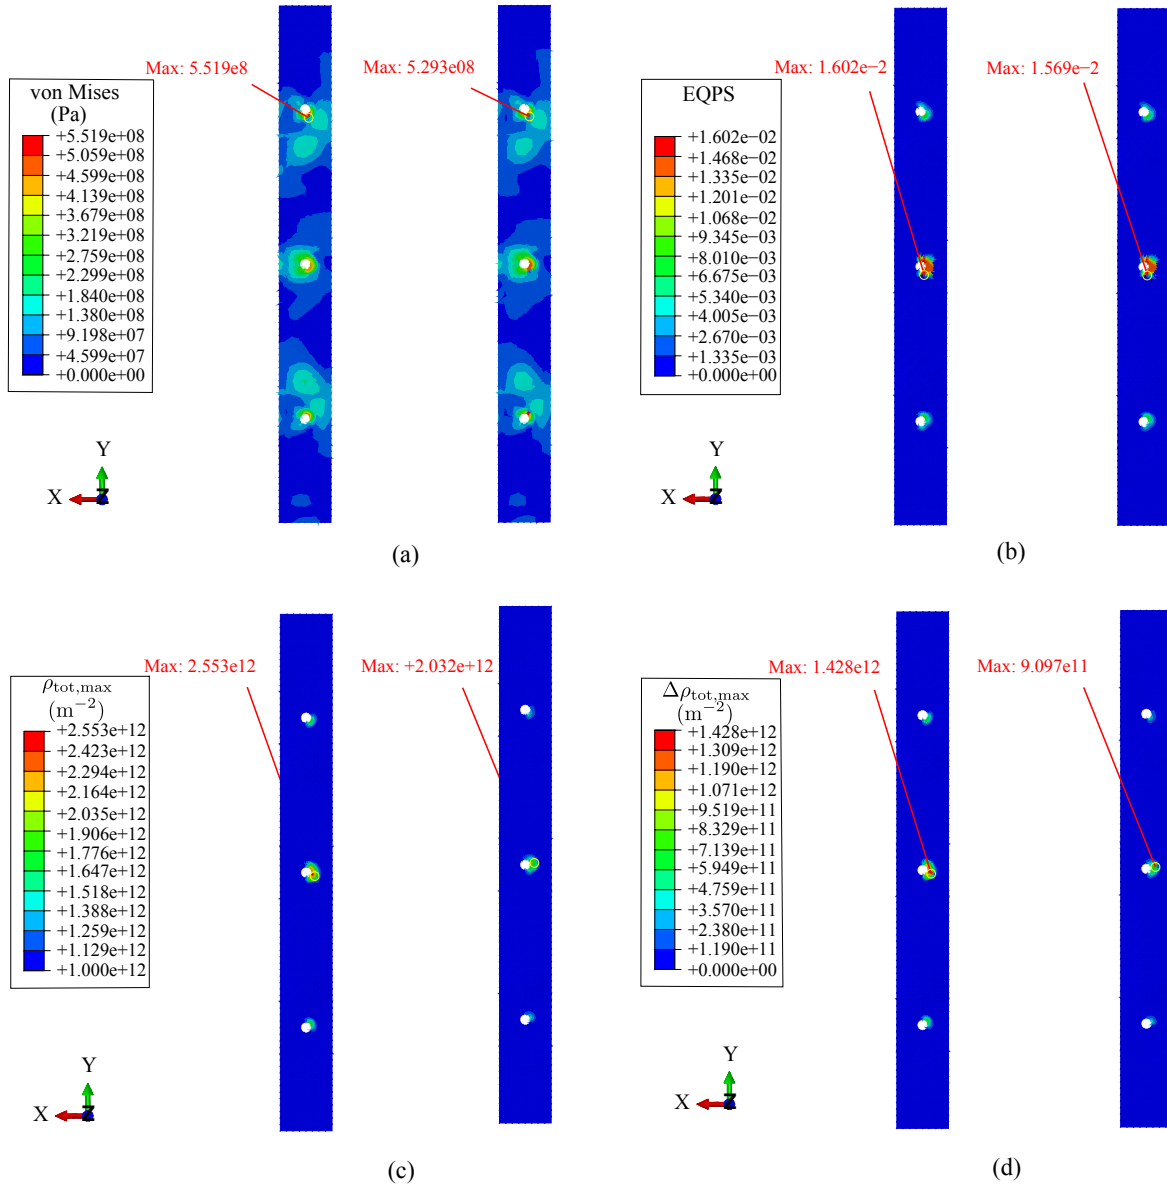 Max: 5.519e8
Max: 5.293e08
von Mises
(Pa)
+5.519e+08
+5.059e+08
+4.599e+08
+4.139e+08
+3.679e+08
+3.219e+08
+2.759e+08
+2.299e+08
+1.840e+08
+1.380e+08
+9.198e+07
+4.599e+07
+0.000e+00
Y
X
Z
(a)
Max: 1.602e−2
Max: 1.569e−2
EQPS
+1.602e−02
+1.468e−02
+1.335e−02
+1.201e−02
+1.068e−02
+9.345e−03
+8.010e−03
+6.675e−03
+5.340e−03
+4.005e−03
+2.670e−03
+1.335e−03
+0.000e+00
Y
X
Z
(b)
Max: 2.553e12
Max: +2.032e+12
ρtot,max
(m⁻²)
+2.553e+12
+2.423e+12
+2.294e+12
+2.164e+12
+2.035e+12
+1.906e+12
+1.776e+12
+1.647e+12
+1.518e+12
+1.388e+12
+1.259e+12
+1.129e+12
+1.000e+12
Y
X
Z
(c)
Max: 1.428e12
Max: 9.097e11
Δρtot,max
(m⁻²)
+1.428e+12
+1.309e+12
+1.190e+12
+1.071e+12
+9.519e+11
+8.329e+11
+7.139e+11
+5.949e+11
+4.759e+11
+3.570e+11
+2.380e+11
+1.190e+11
+0.000e+00
Y
X
Z
(d)